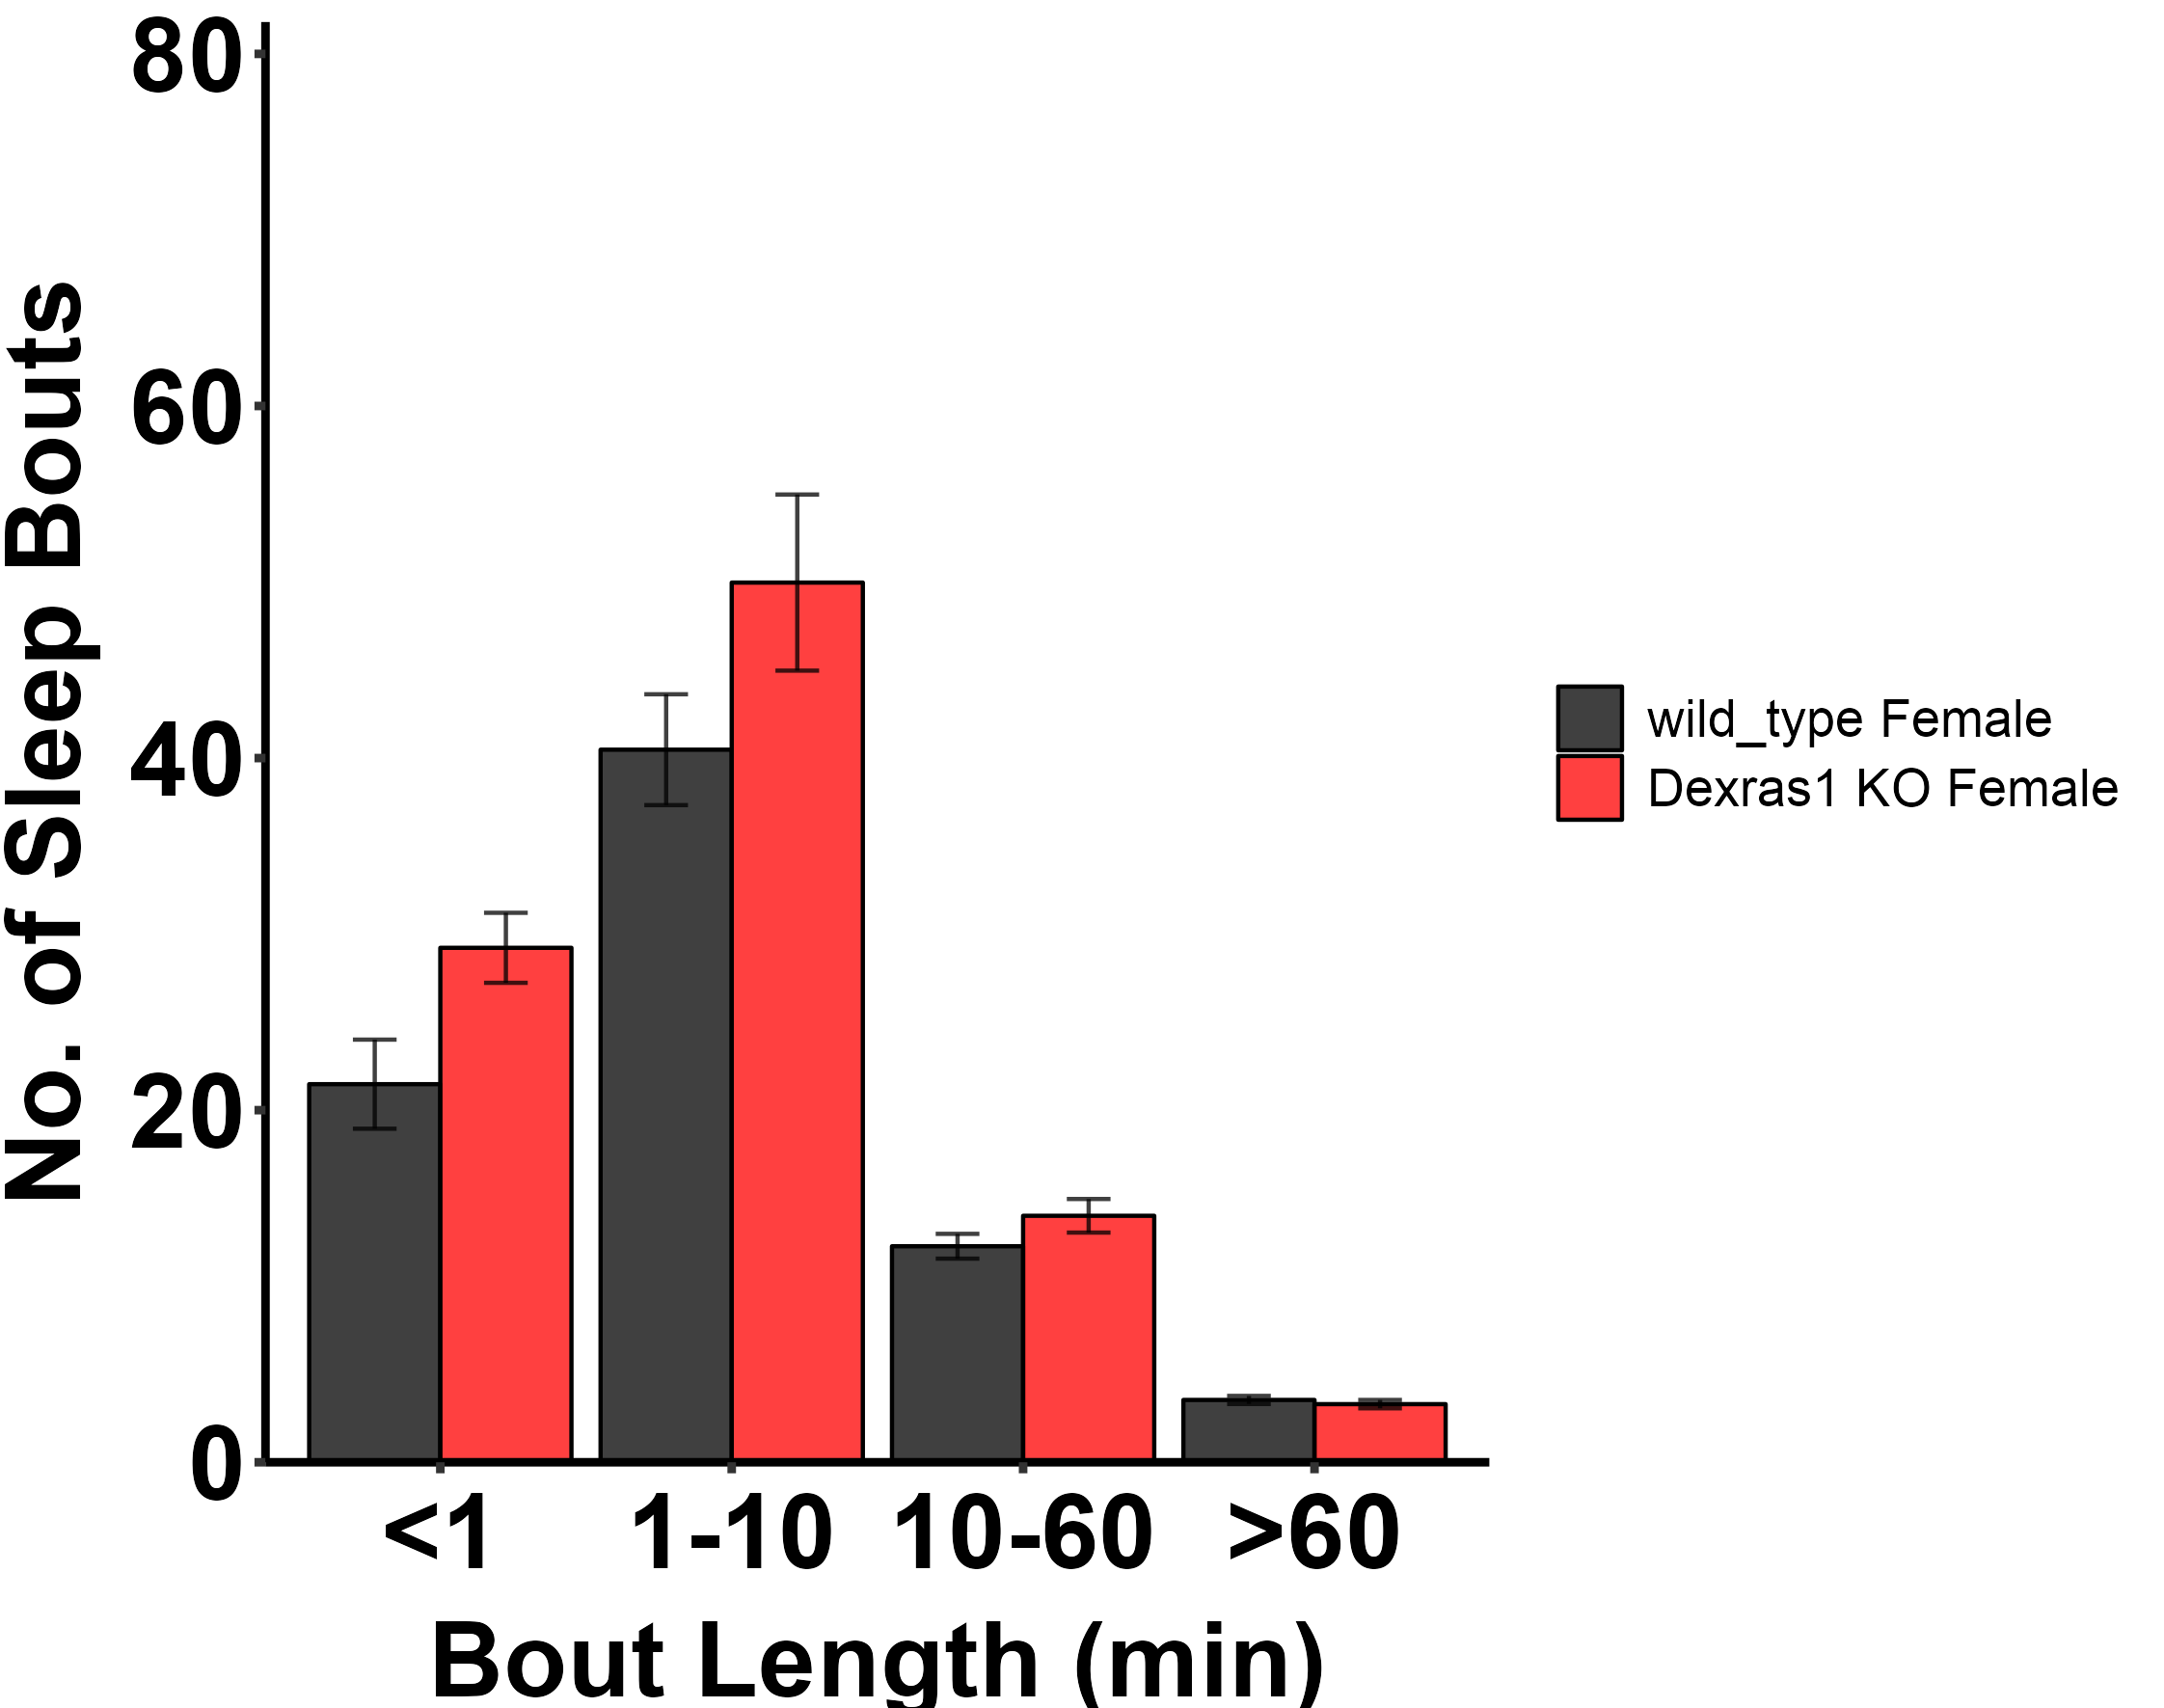 No. of Sleep Bouts
80
60
40
20
0
<1 1-10 10-60 >60
Bout Length (min)
wild_type Female
Dexras1 KO Female